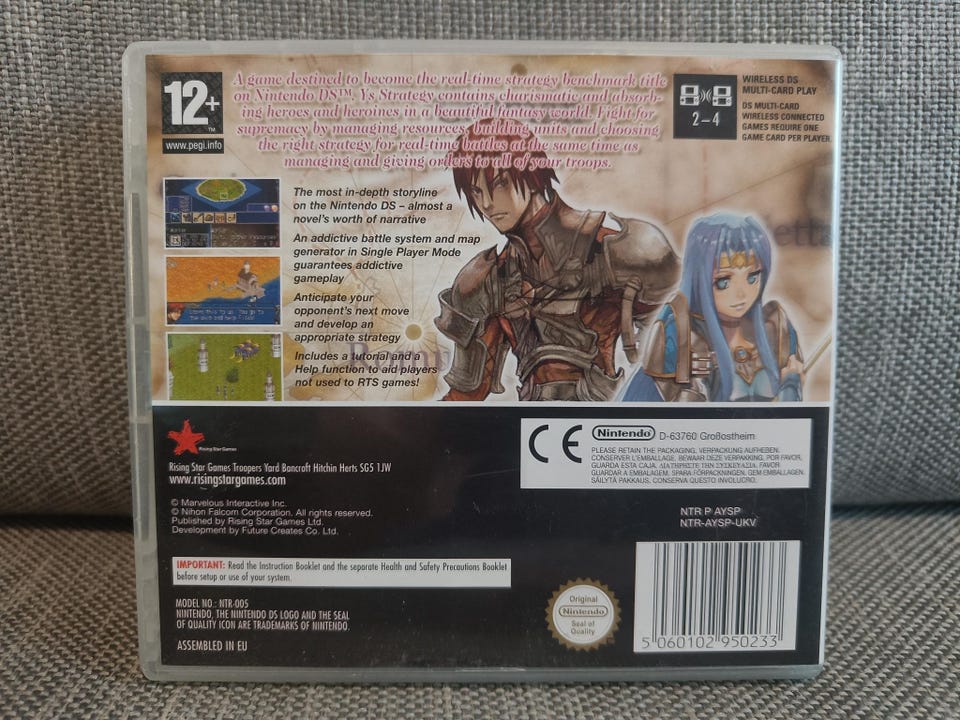 12+
TM
www.pegi.info
A game destined to become the real-time strategy benchmark title
on Nintendo DS™, Ys Strategy contains charismatic and absorb-
ing heroes and heroines in a beautiful fantasy world. Fight for
supremacy by managing resources, building units and choosing
the right strategy for real-time battles at the same time as
managing and giving orders to all of your troops.
2-4
WIRELESS DS
MULTI-CARD PLAY
DS MULTI-CARD
WIRELESS CONNECTED
GAMES REQUIRE ONE
GAME CARD PER PLAYER
The most in-depth storyline
on the Nintendo DS – almost a
novel's worth of narrative
An addictive battle system and map
generator in Single Player Mode
guarantees addictive
gameplay
Anticipate your
opponent's next move
and develop an
appropriate strategy
Includes a tutorial and a
Help function to aid players
not used to RTS games!
Rising Star Games
Rising Star Games Troopers Yard Bancroft Hitchin Herts SG5 1JW
www.risingstargames.com
© Marvelous Interactive Inc.
© Nihon Falcom Corporation. All rights reserved.
Published by Rising Star Games Ltd.
Development by Future Creates Co. Ltd.
IMPORTANT: Read the Instruction Booklet and the separate Health and Safety Precautions Booklet
before setup or use of your system.
MODEL NO.: NTR-005
NINTENDO, THE NINTENDO DS LOGO AND THE SEAL
OF QUALITY ICON ARE TRADEMARKS OF NINTENDO.
ASSEMBLED IN EU
CE
Nintendo D-63760 Großostheim
PLEASE RETAIN THE PACKAGING. VERPACKUNG AUFHEBEN.
CONSERVER L'EMBALLAGE. BEWAAR DEZE VERPAKKING. POR FAVOR,
GUARDA ESTA CAJA. ΔΙΑΤΗΡΗΣΤΕ ΤΗΝ ΣΥΣΚΕΥΑΣΙΑ. FAVOR
GUARDAR A EMBALAGEM. SPARA FÖRPACKNINGEN. GEM EMBALLAGEN.
SÄILYTÄ PAKKAUS. CONSERVA QUESTO INVOLUCRO.
NTR P AYSP
NTR-AYSP-UKV
Original
Nintendo
Seal of
Quality
5 060102 950233